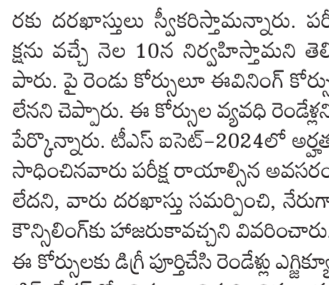 రకు దరఖాస్తులు స్వీకరిస్తామన్నారు. పరీ
క్షను వచ్చే నెల 10న నిర్వహిస్తామని తెలి
పారు. పై రెండు కోర్సులూ ఈవినింగ్ కోర్సు
లేనని చెప్పారు. ఈ కోర్సుల వ్యవధి రెండేళ్లని
పేర్కొన్నారు. టీఎస్ ఐసెట్-2024లో అర్హత
సాధించినవారు పరీక్ష రాయాల్సిన అవసరం
లేదని, వారు దరఖాస్తు సమర్పించి, నేరుగా
కౌన్సిలింగ్‌కు హాజరుకావచ్చని వివరించారు.
ఈ కోర్సులకు డిగ్రీ పూర్తిచేసి రెండేళ్లు ఎగ్జిక్యూ